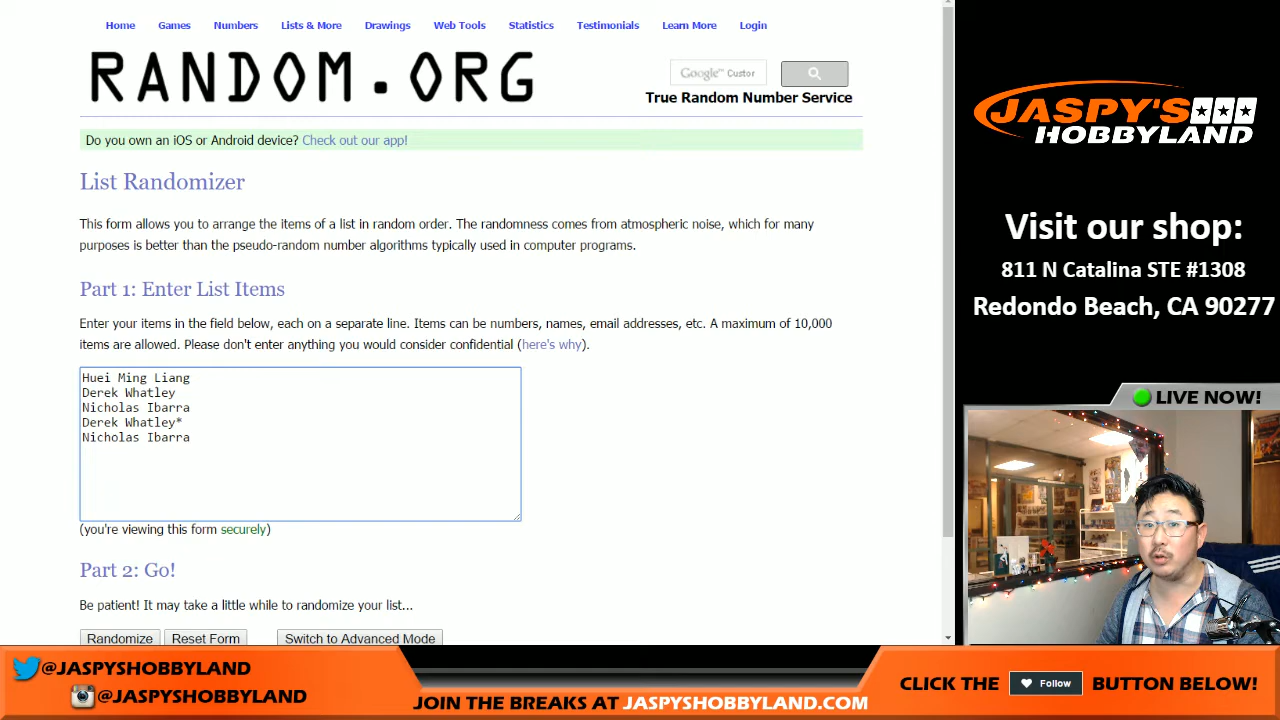 Home Games Numbers Lists & More Drawings Web Tools Statistics Testimonials Learn More Login
RANDOM.ORG
Google™ Custor
True Random Number Service
Do you own an iOS or Android device? Check out our app!
List Randomizer
This form allows you to arrange the items of a list in random order. The randomness comes from atmospheric noise, which for many
purposes is better than the pseudo-random number algorithms typically used in computer programs.
Part 1: Enter List Items
Enter your items in the field below, each on a separate line. Items can be numbers, names, email addresses, etc. A maximum of 10,000
items are allowed. Please don't enter anything you would consider confidential (here's why).
Huei Ming Liang
Derek Whatley
Nicholas Ibarra
Derek Whatley*
Nicholas Ibarra
(you're viewing this form securely)
Part 2: Go!
Be patient! It may take a little while to randomize your list...
Randomize Reset Form Switch to Advanced Mode
JASPY'S
HOBBYLAND
Visit our shop:
811 N Catalina STE #1308
Redondo Beach, CA 90277
LIVE NOW!
@JASPYSHOBBYLAND
@JASPYSHOBBYLAND
JOIN THE BREAKS AT JASPYSHOBBYLAND.COM
CLICK THE Follow BUTTON BELOW!